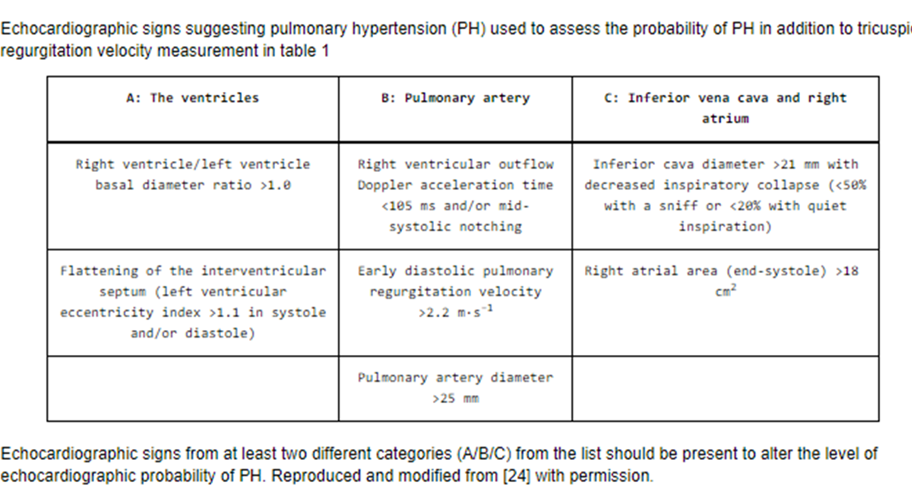 Echocardiographic signs suggesting pulmonary hypertension (PH) used to assess the probability of PH in addition to tricuspi
regurgitation velocity measurement in table 1
A: The ventricles
B: Pulmonary artery
C: Inferior vena cava and right
atrium
Right ventricle/left ventricle
basal diameter ratio >1.0
Right ventricular outflow
Doppler acceleration time
<105 ms and/or mid-
systolic notching
Inferior cava diameter >21 mm with
decreased inspiratory collapse (<50%
with a sniff or <20% with quiet
inspiration)
Flattening of the interventricular
septum (left ventricular
eccentricity index >1.1 in systole
and/or diastole)
Early diastolic pulmonary
regurgitation velocity
>2.2 m·s⁻¹
Right atrial area (end-systole) >18
cm²
Pulmonary artery diameter
>25 mm
Echocardiographic signs from at least two different categories (A/B/C) from the list should be present to alter the level of
echocardiographic probability of PH. Reproduced and modified from [24] with permission.